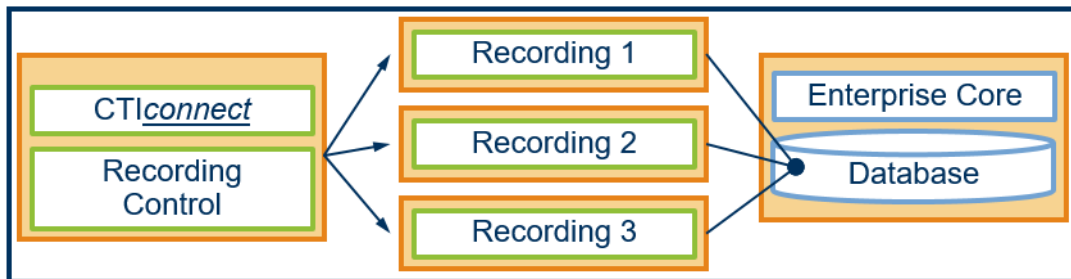 CTIconnect
Recording
Control
Recording 1
Recording 2
Recording 3
Enterprise Core
Database